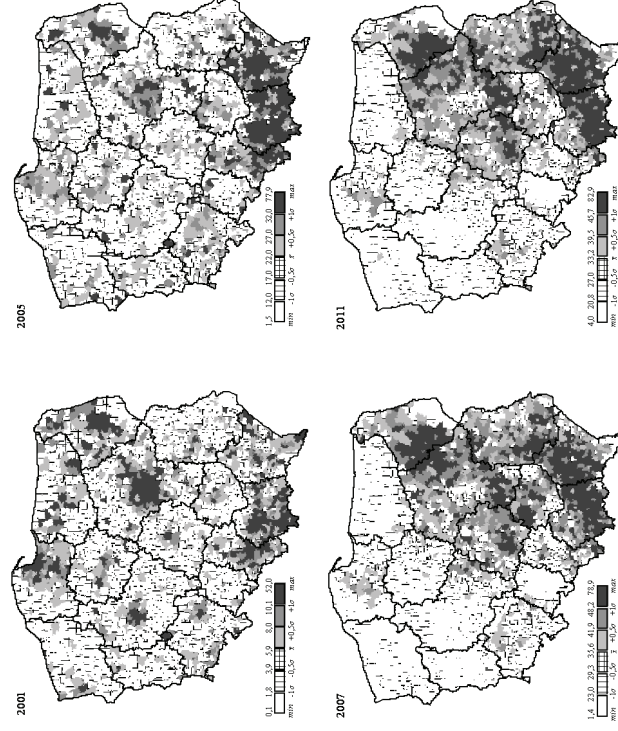 2001
0,1 1,8 3,9 5,9 8,0 10,1 52,0
min -1σ -0,5σ x̄ +0,5σ +1σ max
2005
1,5 12,0 17,0 22,0 27,0 32,0 77,9
min -1σ -0,5σ x̄ +0,5σ +1σ max
2007
1,4 23,0 29,3 35,6 41,9 48,2 78,9
min -1σ -0,5σ x̄ +0,5σ +1σ max
2011
4,0 20,8 27,0 33,2 39,5 45,7 82,9
min -1σ -0,5σ x̄ +0,5σ +1σ max